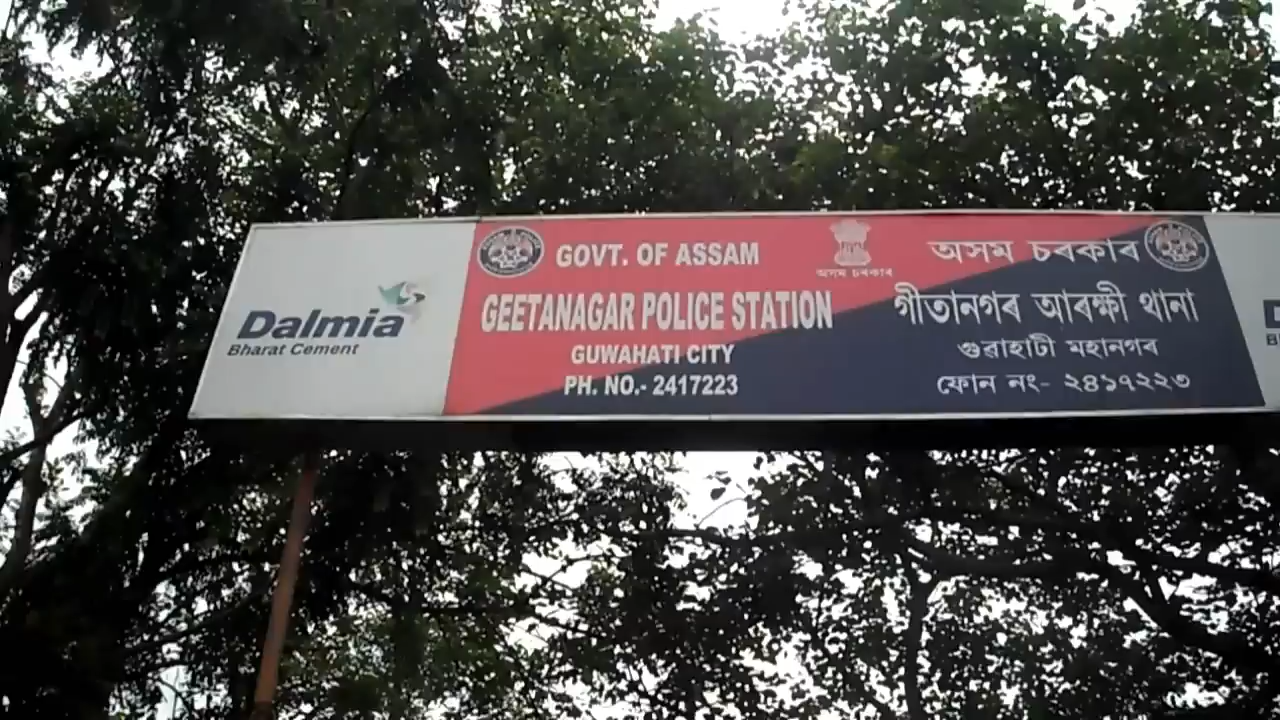 Dalmia
Bharat Cement
GOVT. OF ASSAM
GEETANAGAR POLICE STATION
GUWAHATI CITY
PH. NO.- 2417223
অসম চৰকাৰ
অসম চৰকাৰ
গীতানগৰ আৰক্ষী থানা
গুৱাহাটী মহানগৰ
ফোন নং- ২৪১৭২২৩